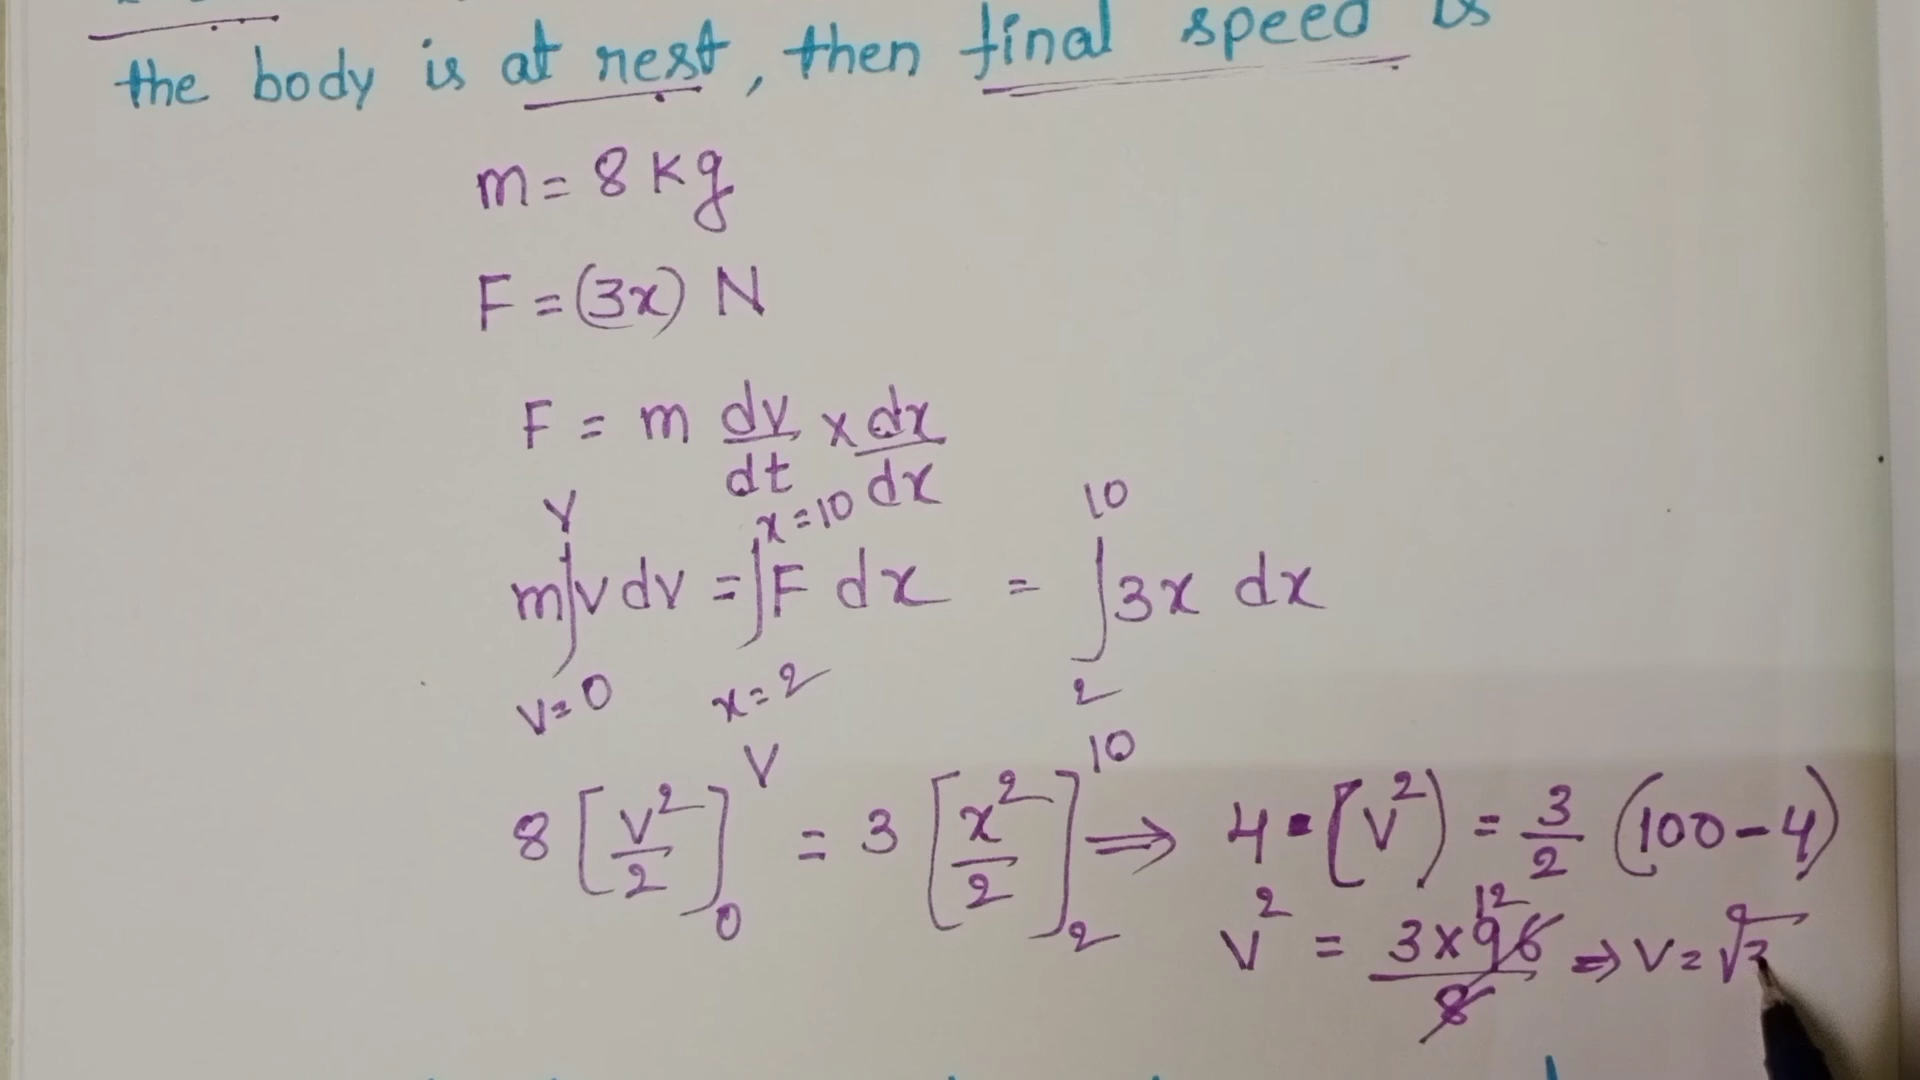 the body is at rest, then final speed is
m = 8 kg
F = (3x) N
F = m dv/dt x dx/dx
m∫v dv = ∫F dx = ∫3x dx
V x=10 10
v=0 x=2 2
8 [v²/2]₀^V = 3 [x²/2]₂^10 ⇒ 4 [v²] = 3/2 (100-4)
v² = 3x96/8 12 ⇒ v = √3